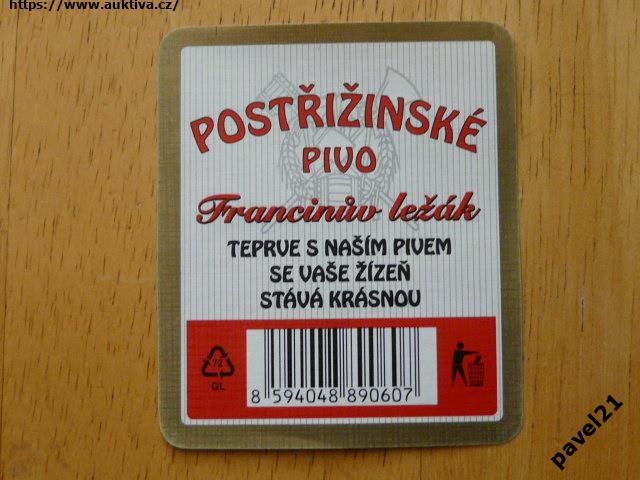 https://www.auktiva.cz/
POSTŘIŽINSKÉ
PIVO
Francinův ležák
TEPRVE S NAŠÍM PIVEM
SE VAŠE ŽÍZEŇ
STÁVÁ KRÁSNOU
72
GL
8 594048 890607
pavel21